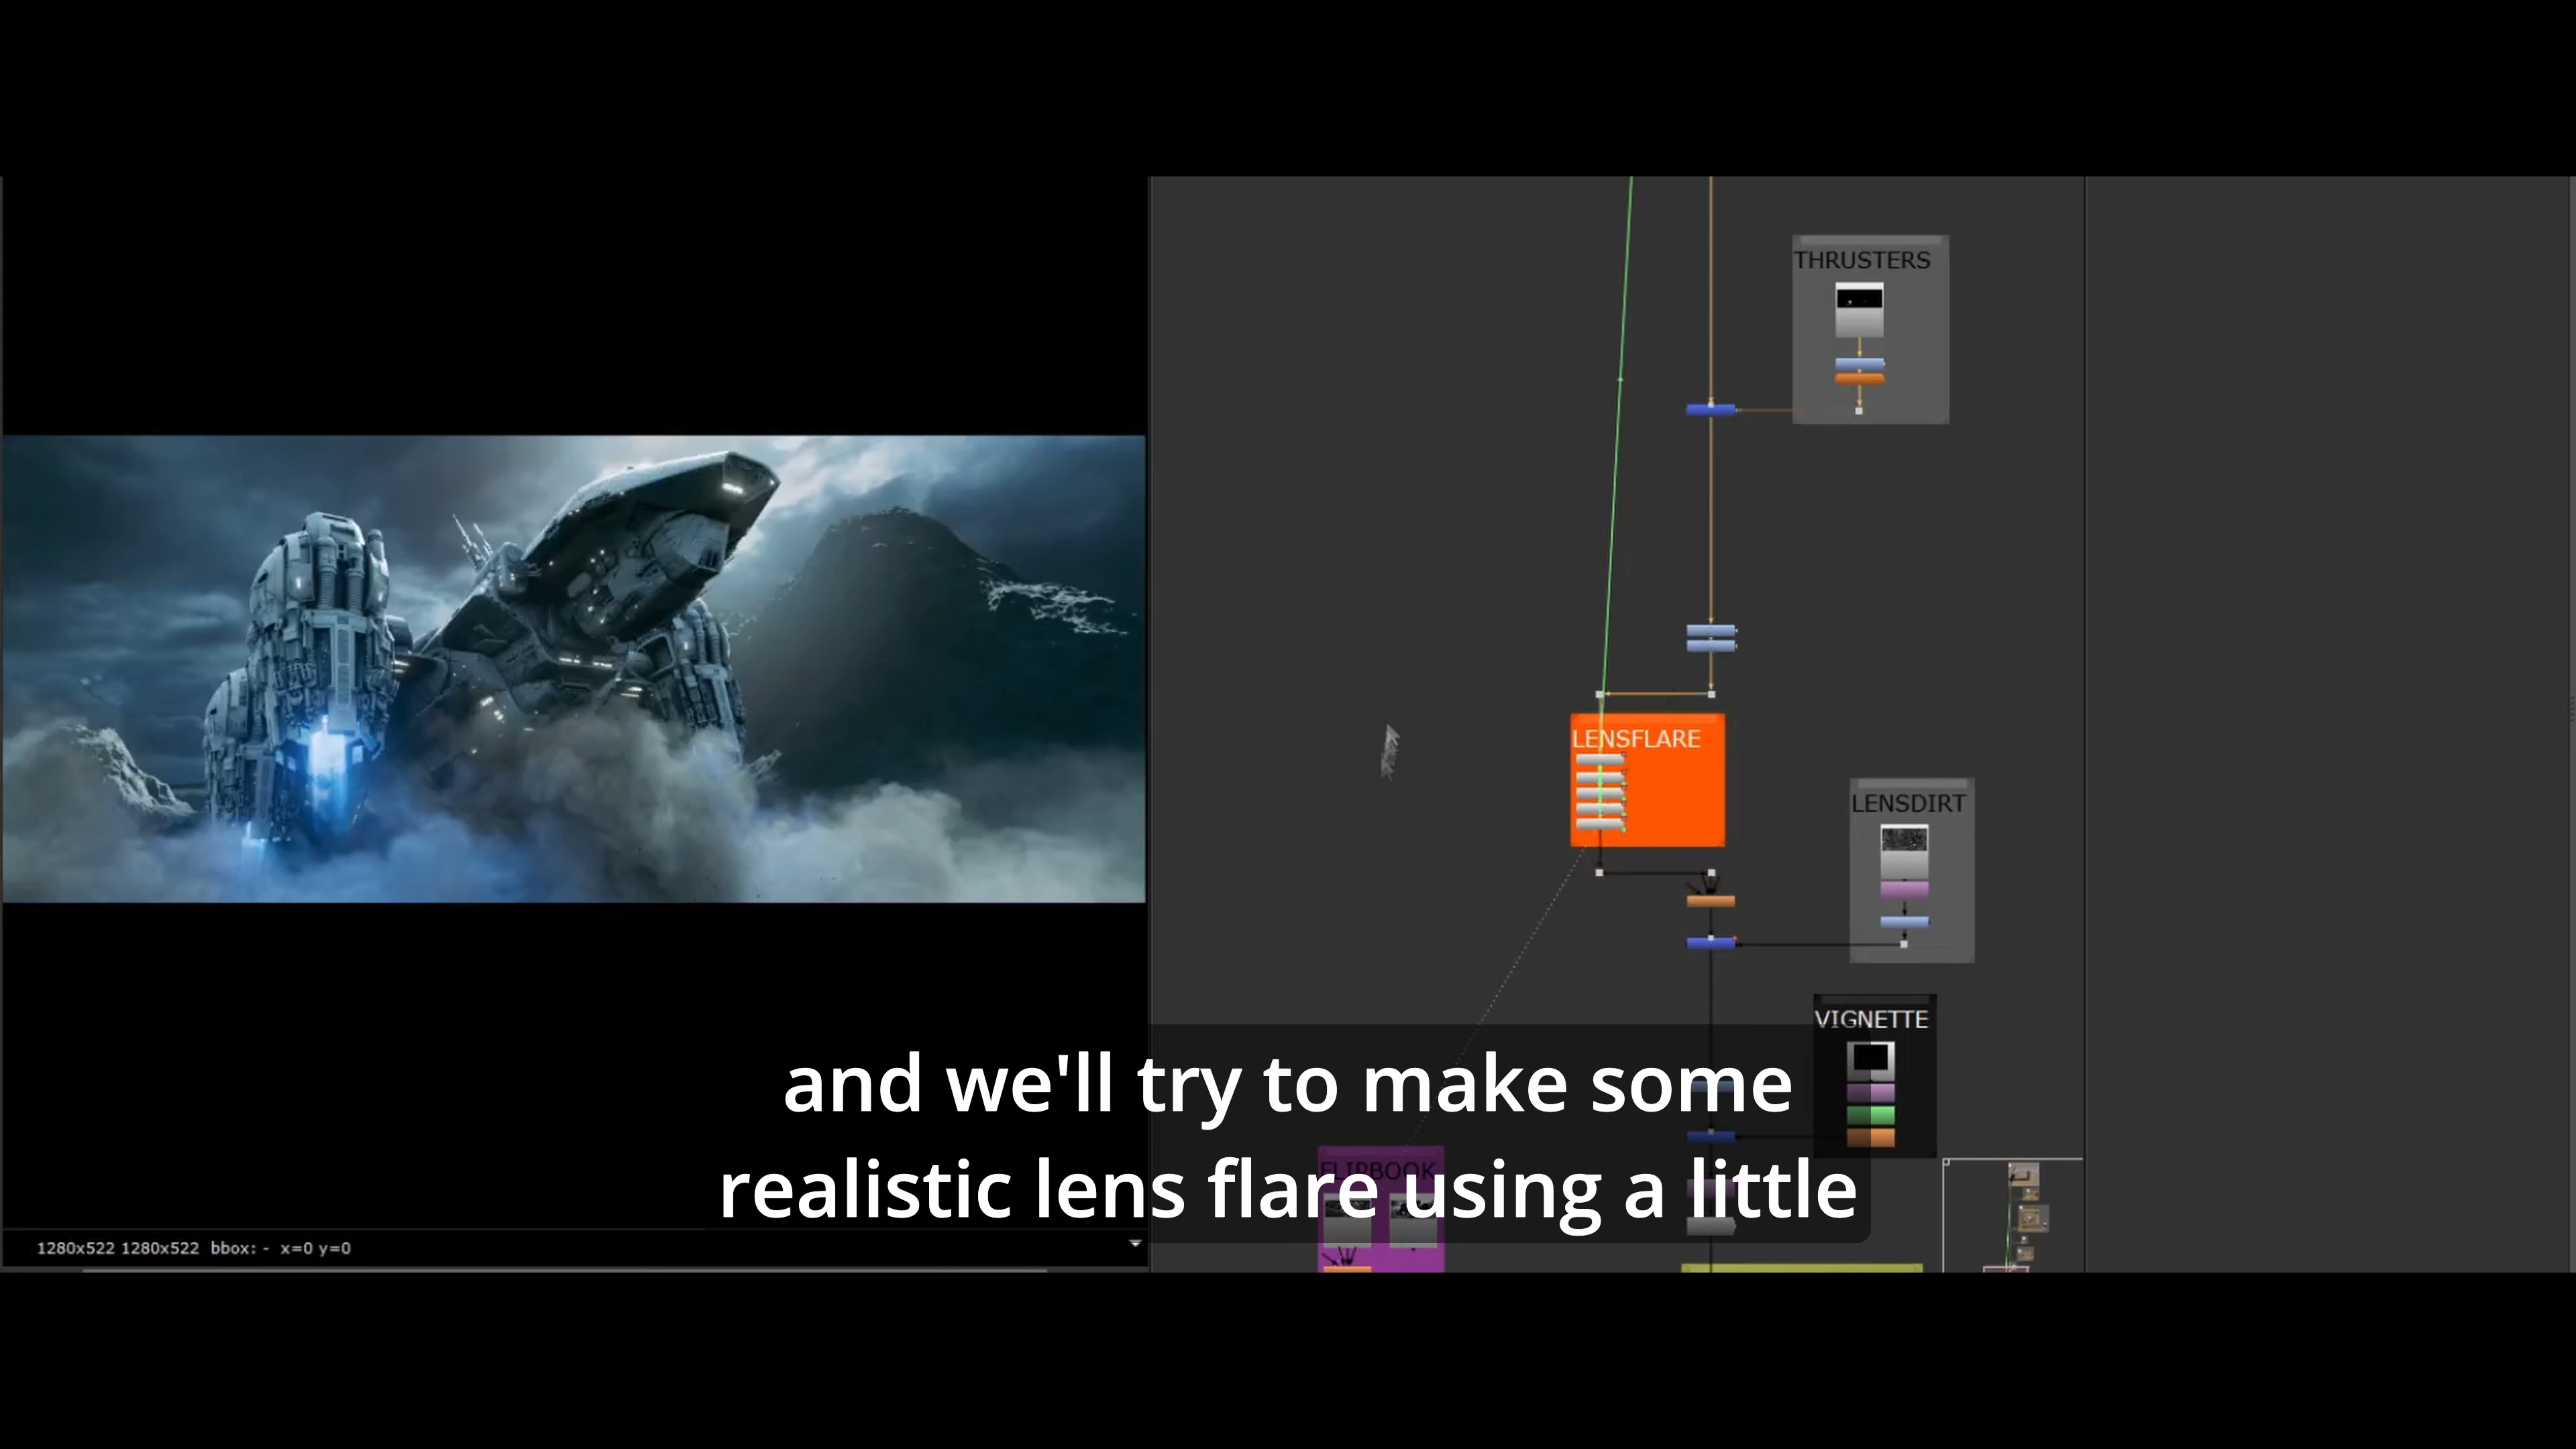 THRUSTERS
LENSFLARE
LENSDIRT
VIGNETTE
FLIPBOOK
and we'll try to make some
realistic lens flare using a little
1280x522 1280x522 bbox: - x=0 y=0